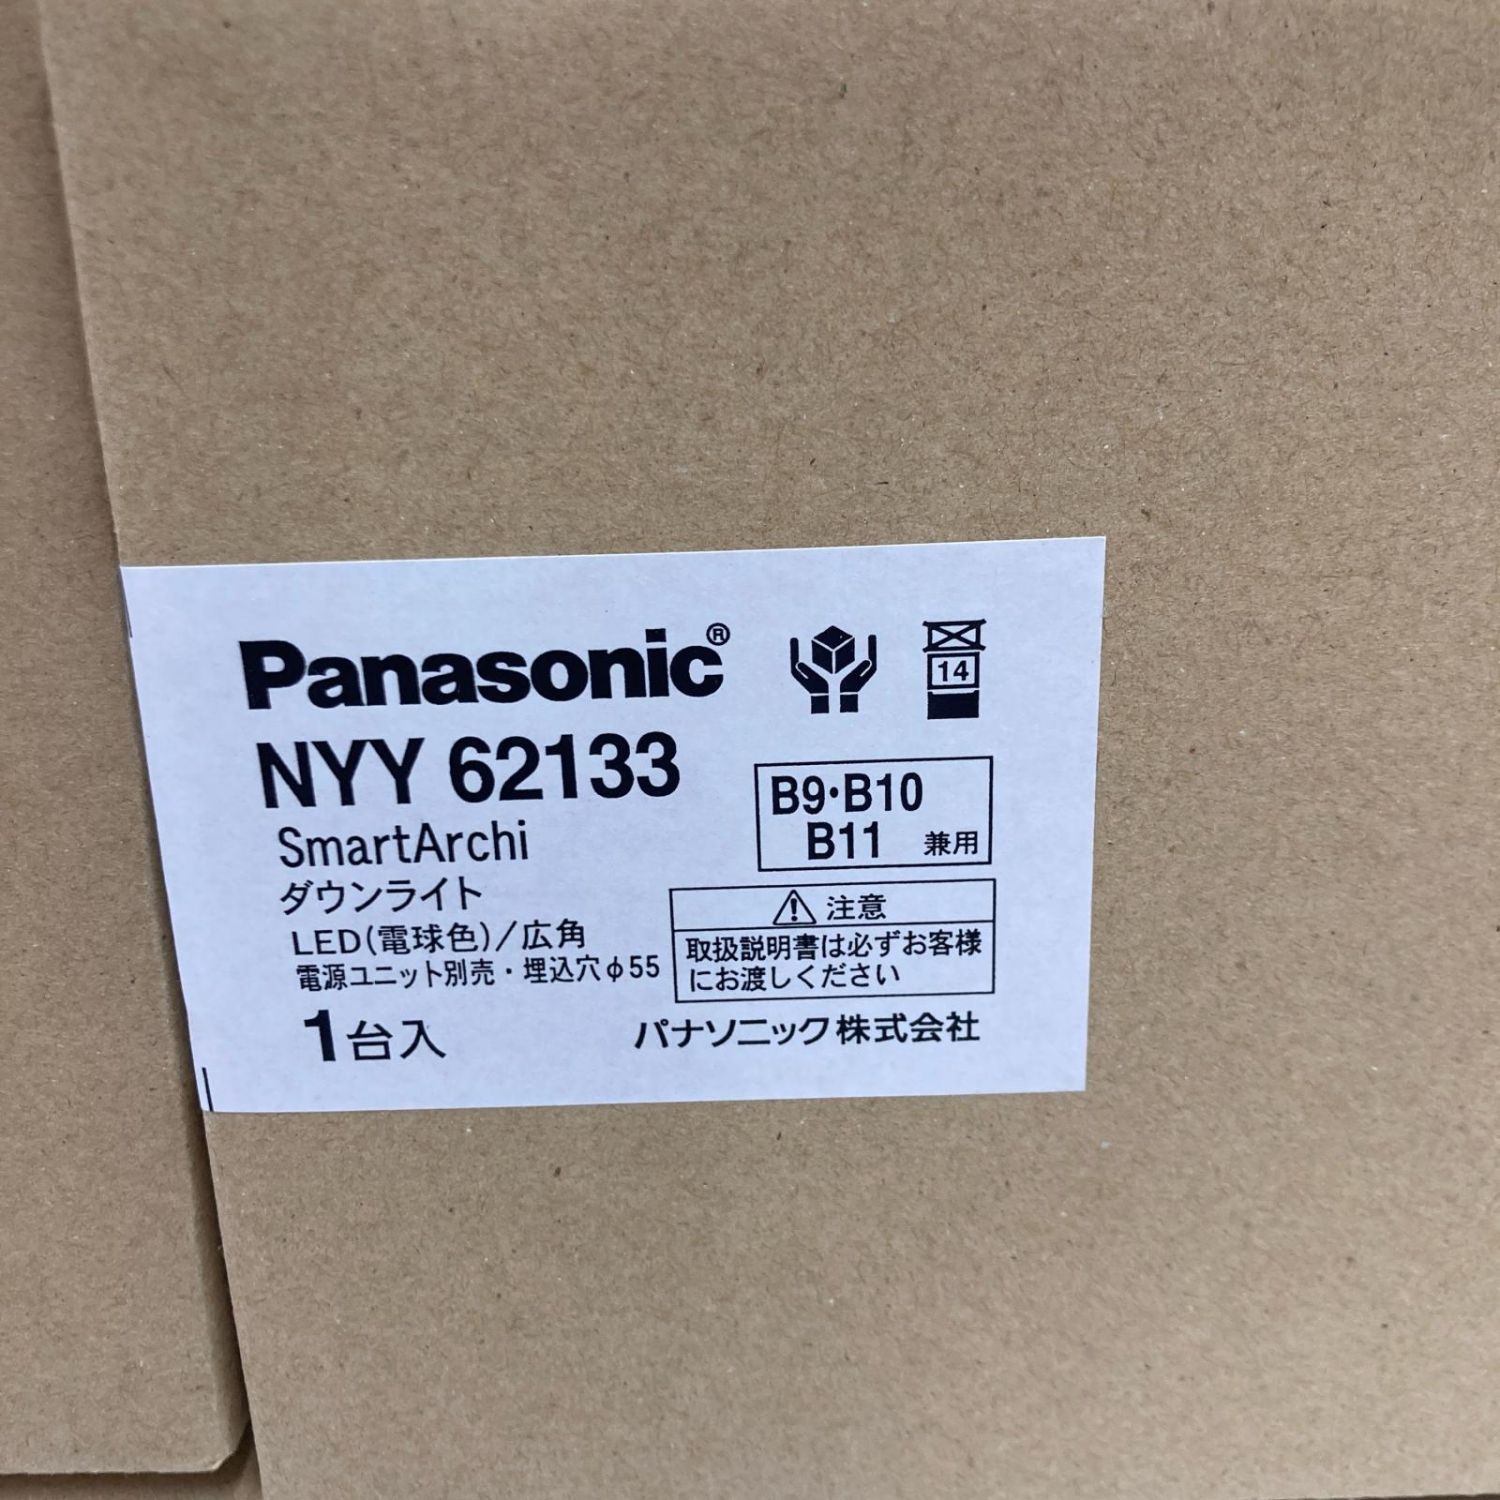 Panasonic®
14
NYY 62133
B9・B10
B11 兼用
SmartArchi
ダウンライト
LED(電球色)/広角
電源ユニット別売・埋込穴φ55
注意
取扱説明書は必ずお客様
にお渡しください
1台入
パナソニック株式会社